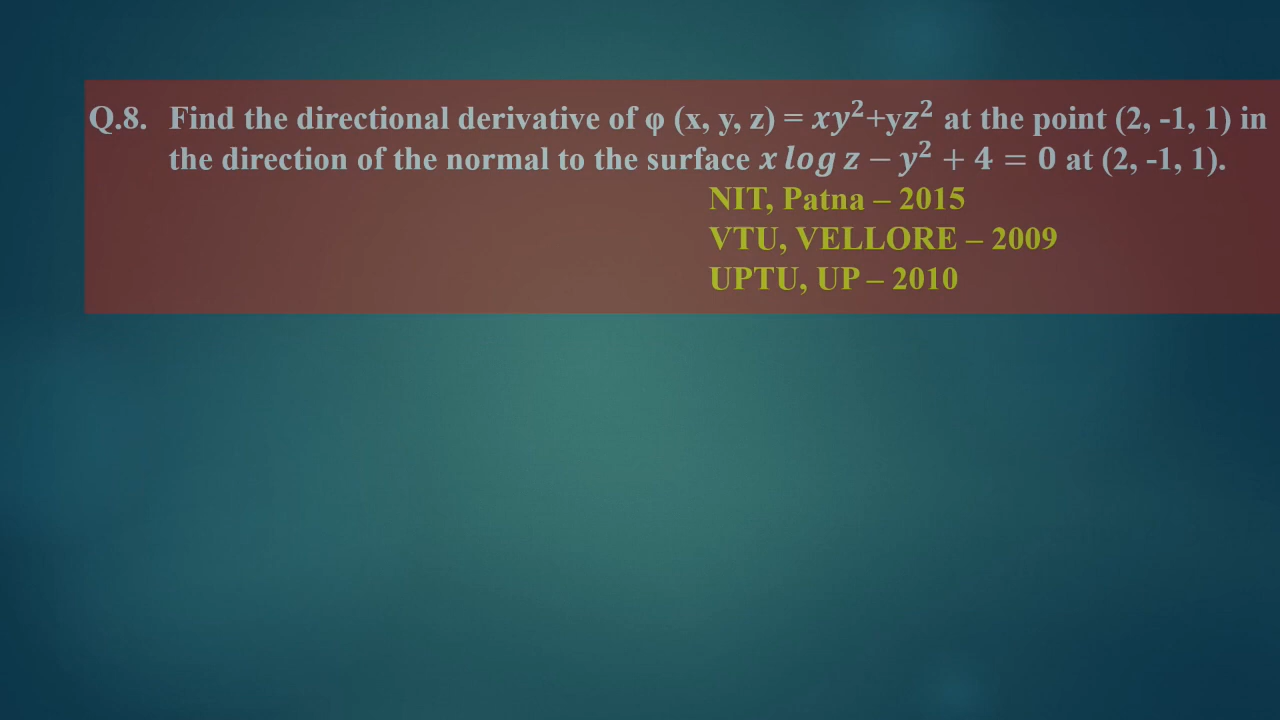 Q.8. Find the directional derivative of φ (x, y, z) = 𝒙𝒚²+y𝒛² at the point (2, -1, 1) in
the direction of the normal to the surface 𝒙 𝒍𝒐𝒈 𝒛 − 𝒚² + 𝟒 = 𝟎 at (2, -1, 1).
NIT, Patna – 2015
VTU, VELLORE – 2009
UPTU, UP – 2010